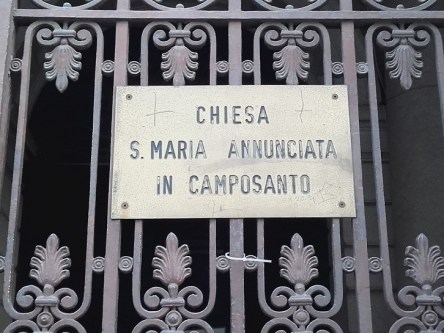 CHIESA
S. MARIA ANNUNCIATA
IN CAMPOSANTO